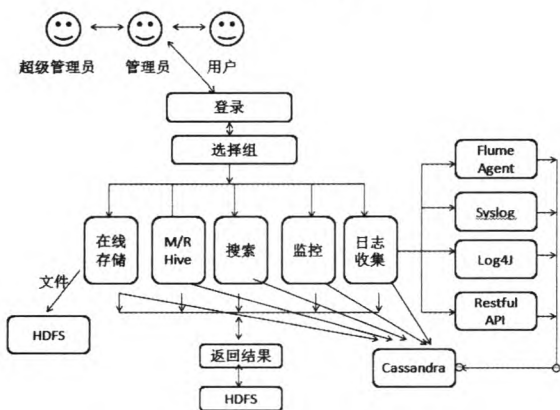 超级管理员 管理员 用户
登录
选择组
在线
存储
M/R
Hive
搜索
监控
日志
收集
Flume
Agent
Syslog
Log4J
Restful
API
文件
HDFS
返回结果
Cassandra
HDFS